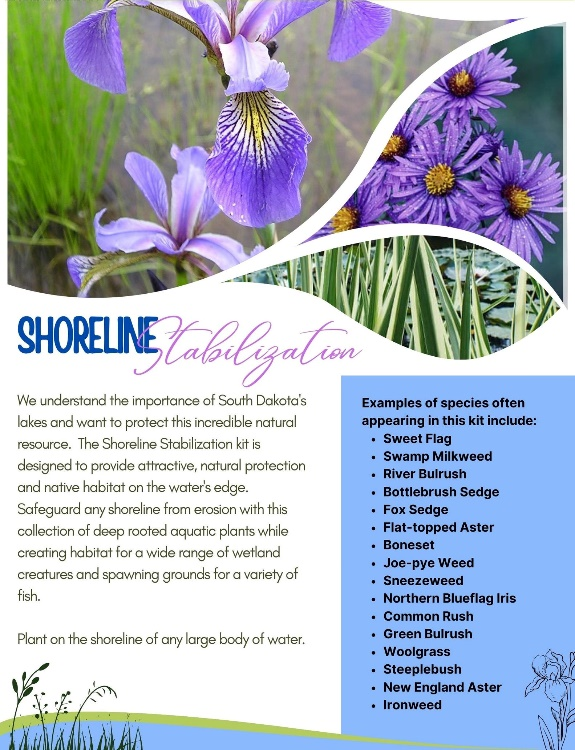 SHORELINE Stabilization
We understand the importance of South Dakota's
lakes and want to protect this incredible natural
resource. The Shoreline Stabilization kit is
designed to provide attractive, natural protection
and native habitat on the water's edge.
Safeguard any shoreline from erosion with this
collection of deep rooted aquatic plants while
creating habitat for a wide range of wetland
creatures and spawning grounds for a variety of
fish.
Plant on the shoreline of any large body of water.
Examples of species often
appearing in this kit include:
• Sweet Flag
• Swamp Milkweed
• River Bulrush
• Bottlebrush Sedge
• Fox Sedge
• Flat-topped Aster
• Boneset
• Joe-pye Weed
• Sneezeweed
• Northern Blueflag Iris
• Common Rush
• Green Bulrush
• Woolgrass
• Steeplebush
• New England Aster
• Ironweed